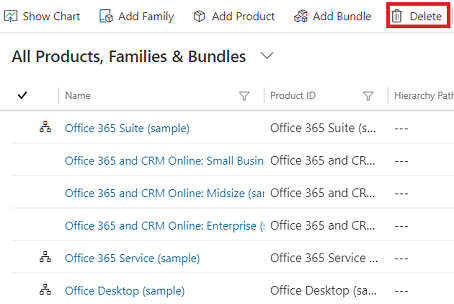 Show Chart Add Family Add Product Add Bundle Delete
All Products, Families & Bundles
Name Product ID Hierarchy Path
Office 365 Suite (sample) Office 365 Suite (s... ---
Office 365 and CRM Online: Small Busin Office 365 and CR... ---
Office 365 and CRM Online: Midsize (sar Office 365 and CR... ---
Office 365 and CRM Online: Enterprise (s Office 365 and CR... ---
Office 365 Service (sample) Office 365 Service ... ---
Office Desktop (sample) Office Desktop (sa... ---